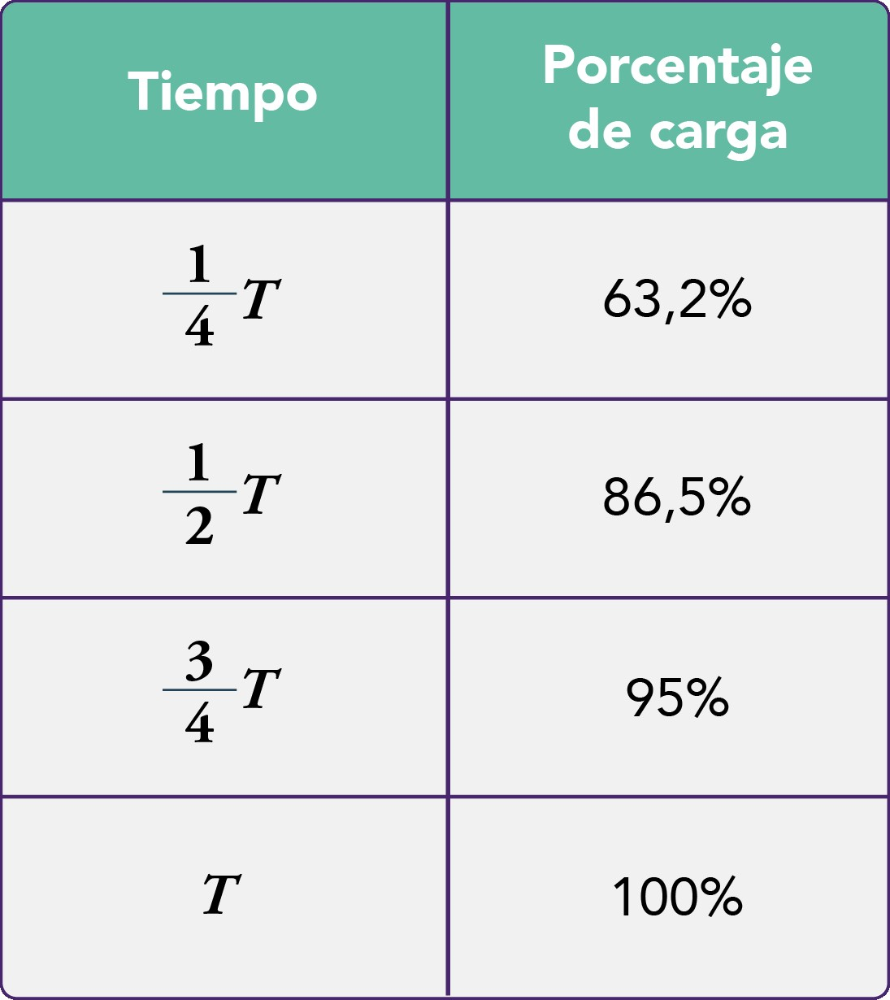 Tiempo
Porcentaje
de carga
1
4 T
63,2%
1
2 T
86,5%
3
4 T
95%
T
100%